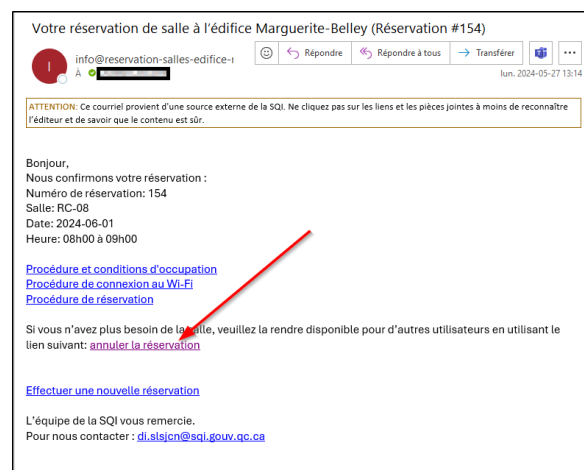 Votre réservation de salle à l'édifice Marguerite-Belley (Réservation #154)
I
info@reservation-salles-edifice-r
Répondre
Répondre à tous
Transférer
À
lun. 2024-05-27 13:14
ATTENTION: Ce courriel provient d'une source externe de la SQI. Ne cliquez pas sur les liens et les pièces jointes à moins de reconnaître
l'éditeur et de savoir que le contenu est sûr.
Bonjour,
Nous confirmons votre réservation :
Numéro de réservation: 154
Salle: RC-08
Date: 2024-06-01
Heure: 08h00 à 09h00
Procédure et conditions d'occupation
Procédure de connexion au Wi-Fi
Procédure de réservation
Si vous n'avez plus besoin de la salle, veuillez la rendre disponible pour d'autres utilisateurs en utilisant le
lien suivant: annuler la réservation
Effectuer une nouvelle réservation
L'équipe de la SQI vous remercie.
Pour nous contacter : di.slsjcn@sqi.gouv.qc.ca